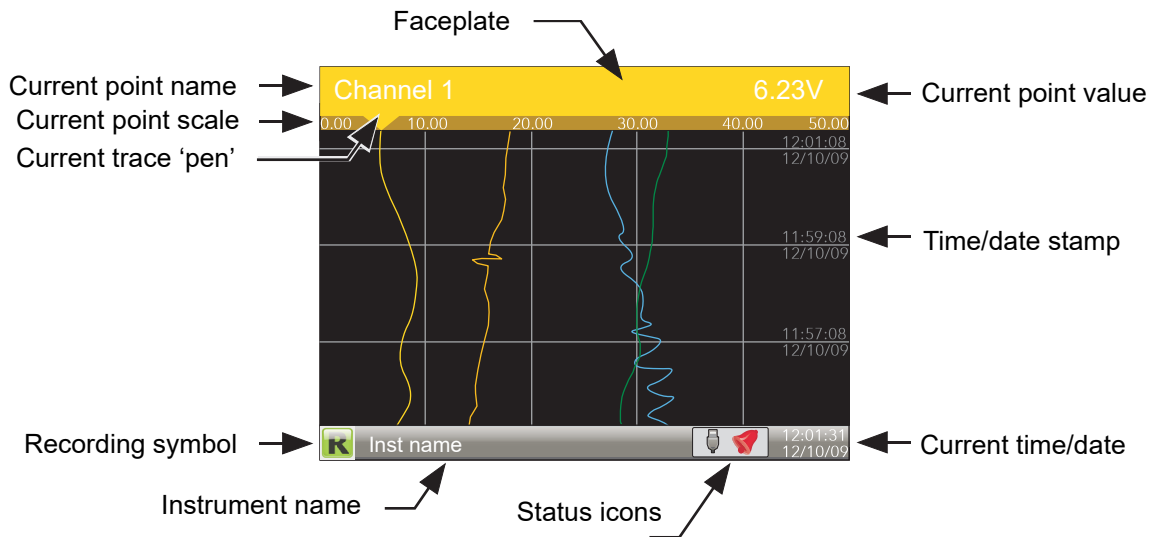 Faceplate
Current point name
Channel 1
6.23V
Current point value
Current point scale
0.00 10.00 20.00 30.00 40.00 50.00
Current trace ‘pen’
12:01:08
12/10/09
11:59:08
12/10/09
Time/date stamp
11:57:08
12/10/09
Recording symbol
R
Inst name
12:01:31
12/10/09
Current time/date
Instrument name
Status icons